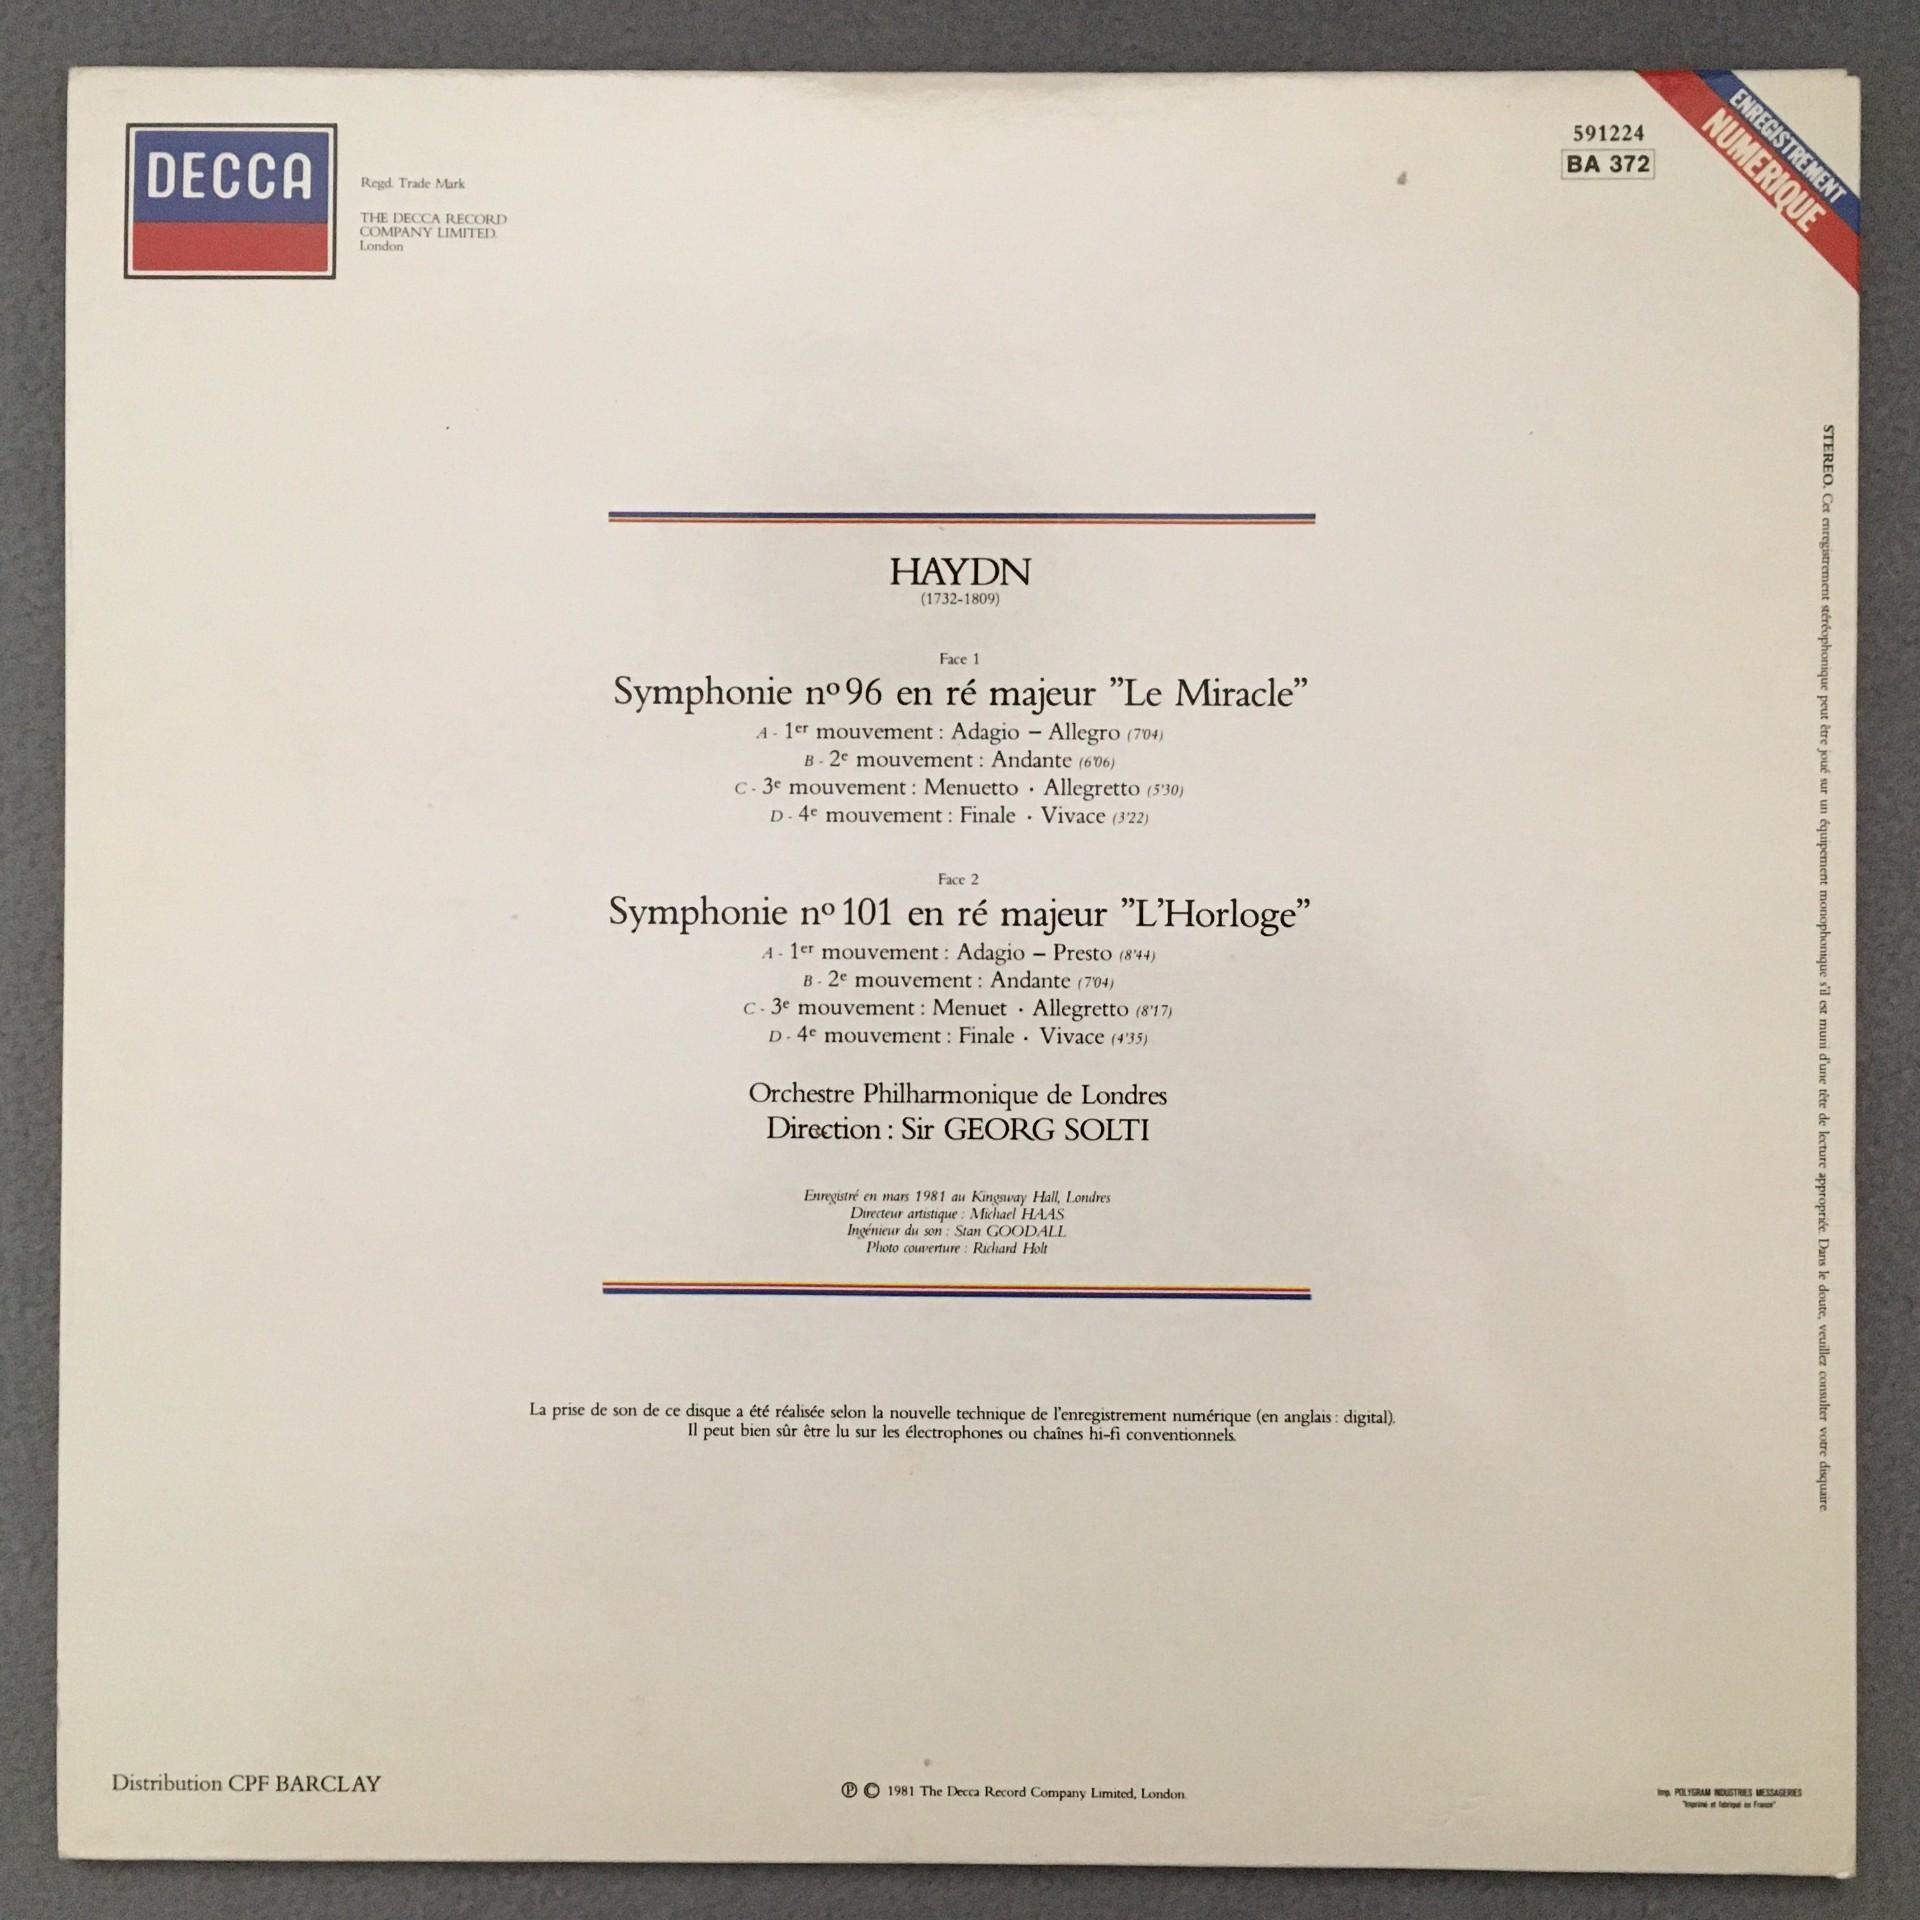 DECCA
Regd. Trade Mark
THE DECCA RECORD
COMPANY LIMITED.
London
591224
BA 372
ENREGISTREMENT
NUMERIQUE
HAYDN
(1732-1809)
Face 1
Symphonie nº 96 en ré majeur "Le Miracle"
A - 1er mouvement : Adagio – Allegro (7'04)
B - 2e mouvement : Andante (6'06)
C - 3e mouvement : Menuetto · Allegretto (5'30)
D - 4e mouvement : Finale · Vivace (3'22)
Face 2
Symphonie nº 101 en ré majeur "L'Horloge"
A - 1er mouvement : Adagio – Presto (8'44)
B - 2e mouvement : Andante (7'04)
C - 3e mouvement : Menuet · Allegretto (8'17)
D - 4e mouvement : Finale · Vivace (4'35)
Orchestre Philharmonique de Londres
Direction : Sir GEORG SOLTI
Enregistré en mars 1981 au Kingsway Hall, Londres
Directeur artistique : Michael HAAS
Ingénieur du son : Stan GOODALL
Photo couverture : Richard Holt
La prise de son de ce disque a été réalisée selon la nouvelle technique de l'enregistrement numérique (en anglais : digital).
Il peut bien sûr être lu sur les électrophones ou chaînes hi-fi conventionnels.
STEREO. Cet enregistrement stéréophonique peut être joué sur un équipement monophonique s'il est muni d'une tête de lecture appropriée. Dans le doute, veuillez consulter votre disquaire.
Distribution CPF BARCLAY
℗ © 1981 The Decca Record Company Limited, London.
Imp. POLYGRAM INDUSTRIES MESSAGERIES
"Imprimé et fabriqué en France"